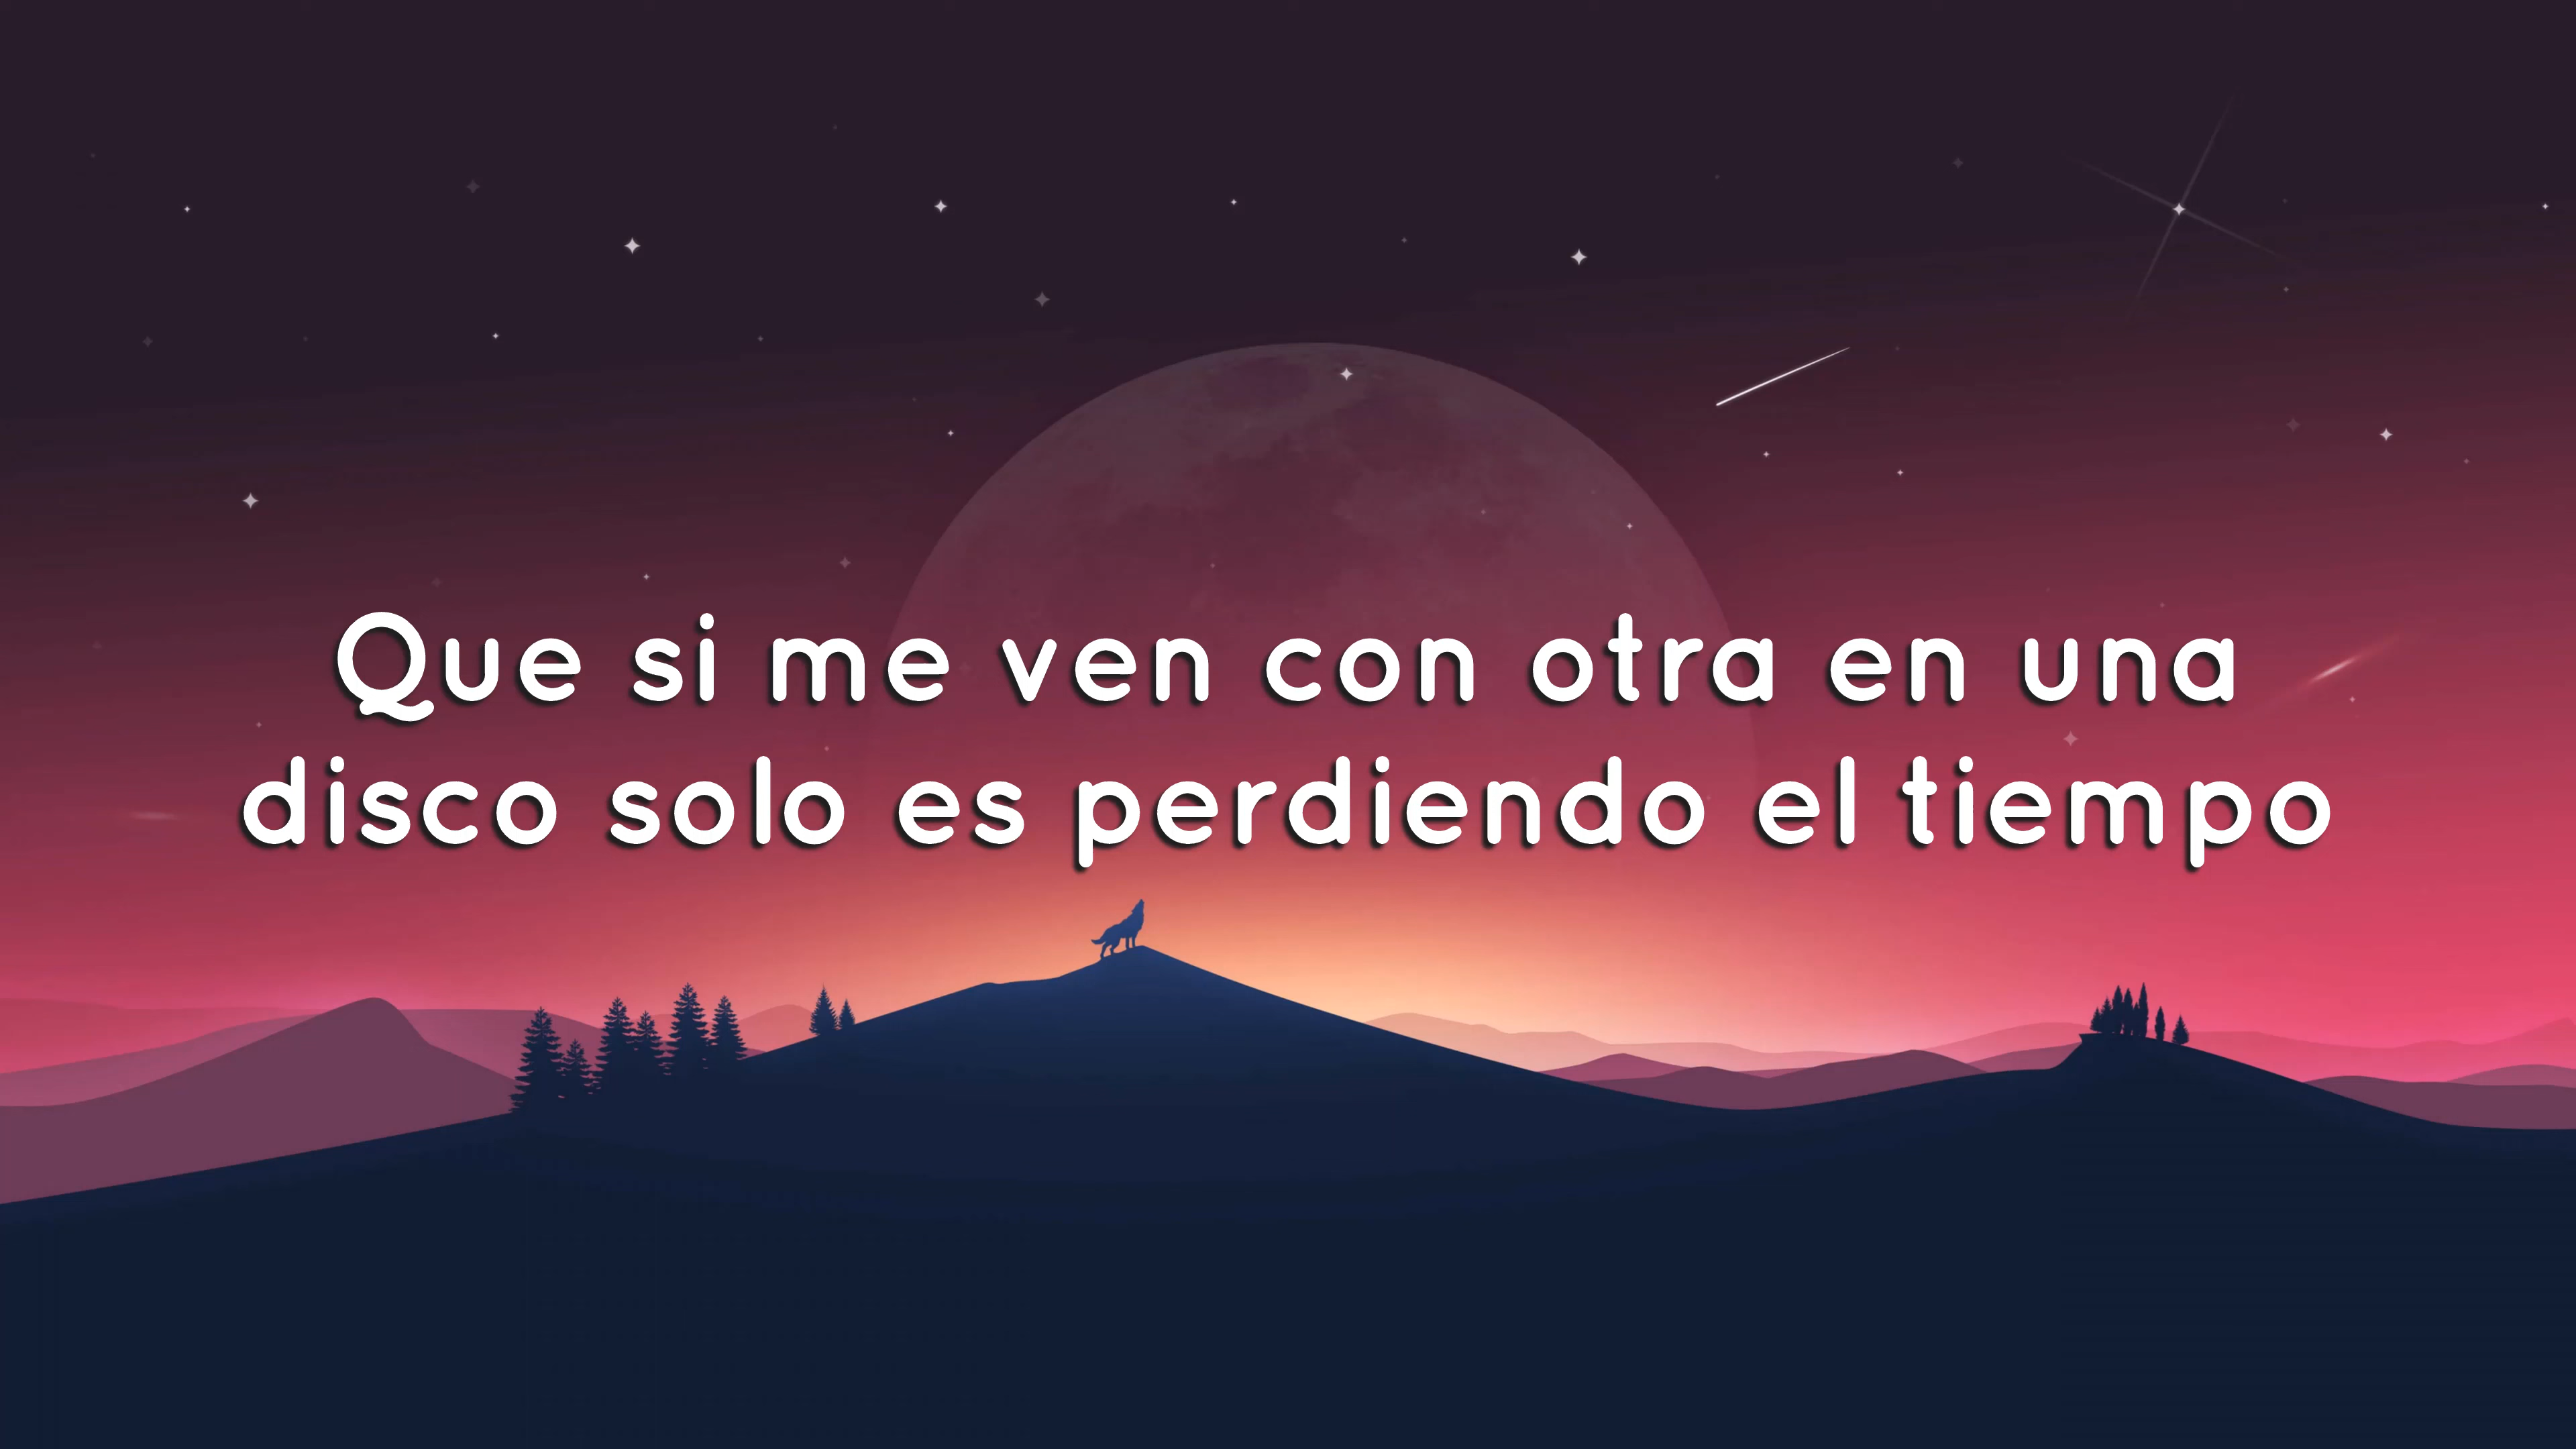 Que si me ven con otra en una
disco solo es perdiendo el tiempo